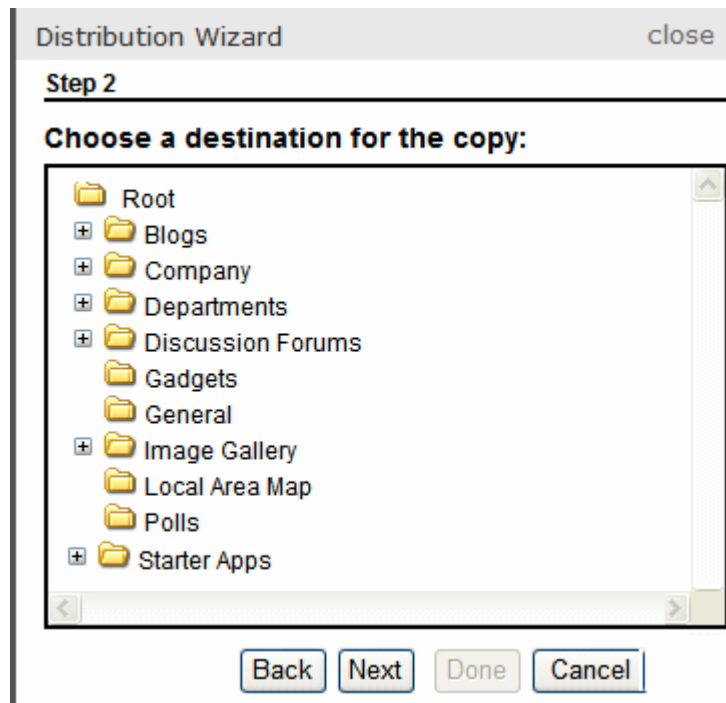 Distribution Wizard close
Step 2
Choose a destination for the copy:
Root
Blogs
Company
Departments
Discussion Forums
Gadgets
General
Image Gallery
Local Area Map
Polls
Starter Apps
Back Next Done Cancel